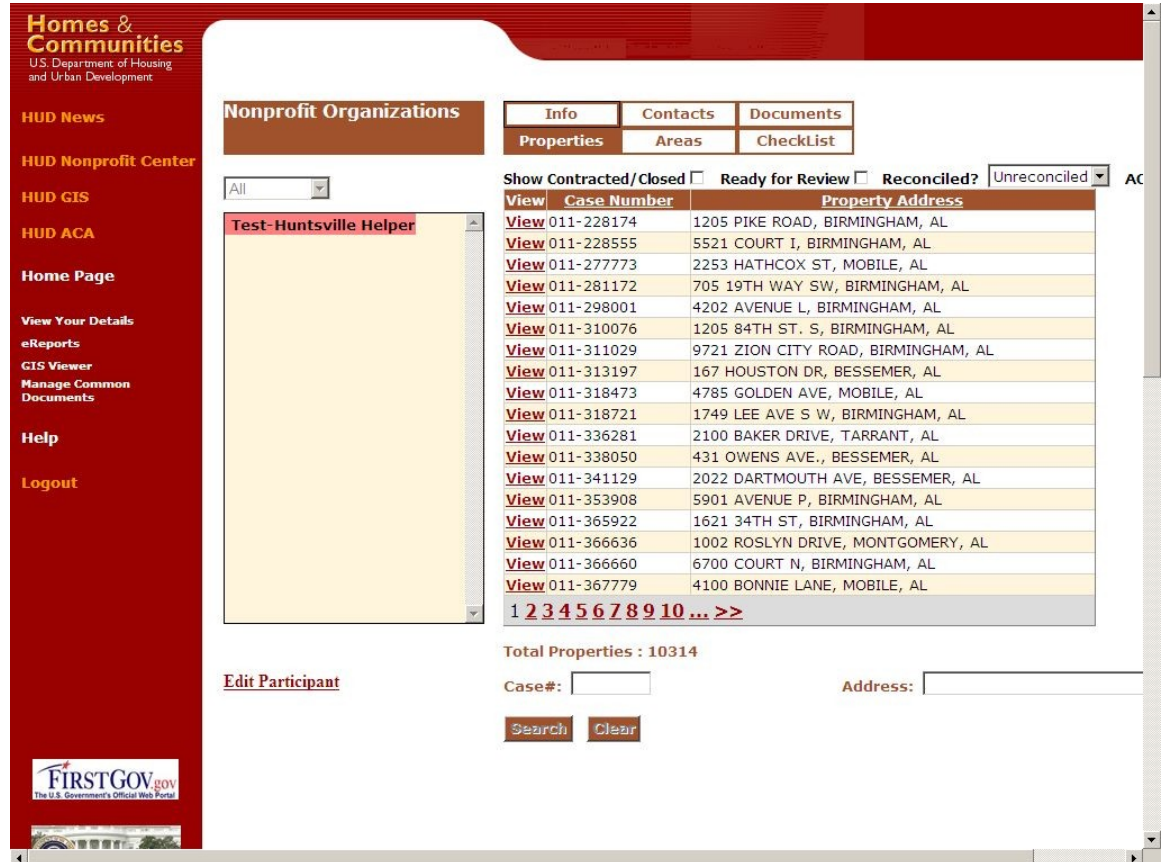 Homes &
Communities
U.S. Department of Housing
and Urban Development
HUD News
HUD Nonprofit Center
HUD GIS
HUD ACA
Home Page
View Your Details
eReports
GIS Viewer
Manage Common
Documents
Help
Logout
FIRSTGOV.gov
The U.S. Government's Official Web Portal
Nonprofit Organizations
All
Test-Huntsville Helper
Edit Participant
Info Contacts Documents
Properties Areas CheckList
Show Contracted/Closed Ready for Review Reconciled? Unreconciled AC
View Case Number Property Address
View 011-228174 1205 PIKE ROAD, BIRMINGHAM, AL
View 011-228555 5521 COURT I, BIRMINGHAM, AL
View 011-277773 2253 HATHCOX ST, MOBILE, AL
View 011-281172 705 19TH WAY SW, BIRMINGHAM, AL
View 011-298001 4202 AVENUE L, BIRMINGHAM, AL
View 011-310076 1205 84TH ST. S, BIRMINGHAM, AL
View 011-311029 9721 ZION CITY ROAD, BIRMINGHAM, AL
View 011-313197 167 HOUSTON DR, BESSEMER, AL
View 011-318473 4785 GOLDEN AVE, MOBILE, AL
View 011-318721 1749 LEE AVE S W, BIRMINGHAM, AL
View 011-336281 2100 BAKER DRIVE, TARRANT, AL
View 011-338050 431 OWENS AVE., BESSEMER, AL
View 011-341129 2022 DARTMOUTH AVE, BESSEMER, AL
View 011-353908 5901 AVENUE P, BIRMINGHAM, AL
View 011-365922 1621 34TH ST, BIRMINGHAM, AL
View 011-366636 1002 ROSLYN DRIVE, MONTGOMERY, AL
View 011-366660 6700 COURT N, BIRMINGHAM, AL
View 011-367779 4100 BONNIE LANE, MOBILE, AL
1 2 3 4 5 6 7 8 9 10 ... >>
Total Properties : 10314
Case#: Address:
Search Clear